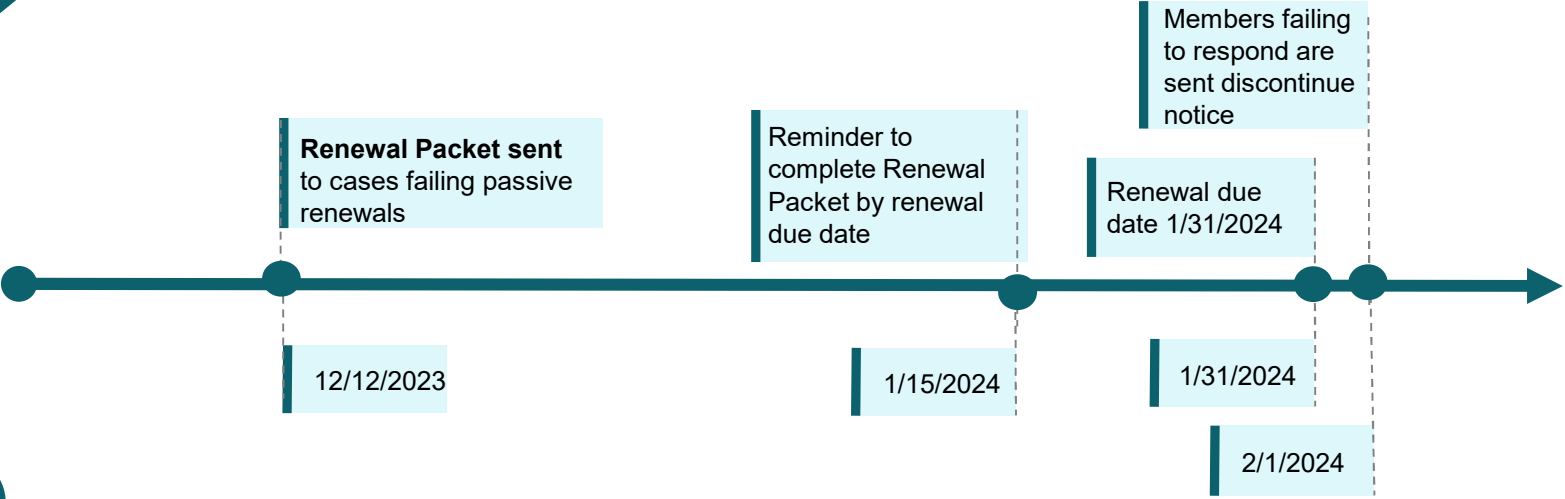 Members failing
to respond are
sent discontinue
notice
Renewal Packet sent
to cases failing passive
renewals
Reminder to
complete Renewal
Packet by renewal
due date
Renewal due
date 1/31/2024
12/12/2023
1/15/2024
1/31/2024
2/1/2024